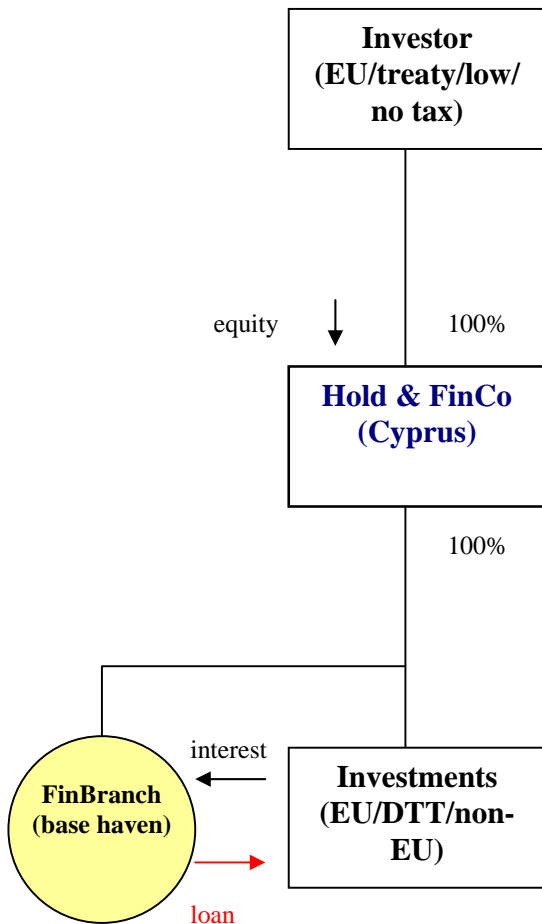 Investor
(EU/treaty/low/
no tax)
equity
100%
Hold & FinCo
(Cyprus)
100%
interest
FinBranch
(base haven)
Investments
(EU/DTT/non-
EU)
loan